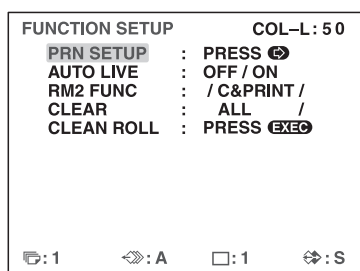 FUNCTION SETUP COL–L:50
PRN SETUP : PRESS
AUTO LIVE : OFF / ON
RM2 FUNC : / C&PRINT /
CLEAR : ALL /
CLEAN ROLL : PRESS EXEC
:1 :A :1 :S